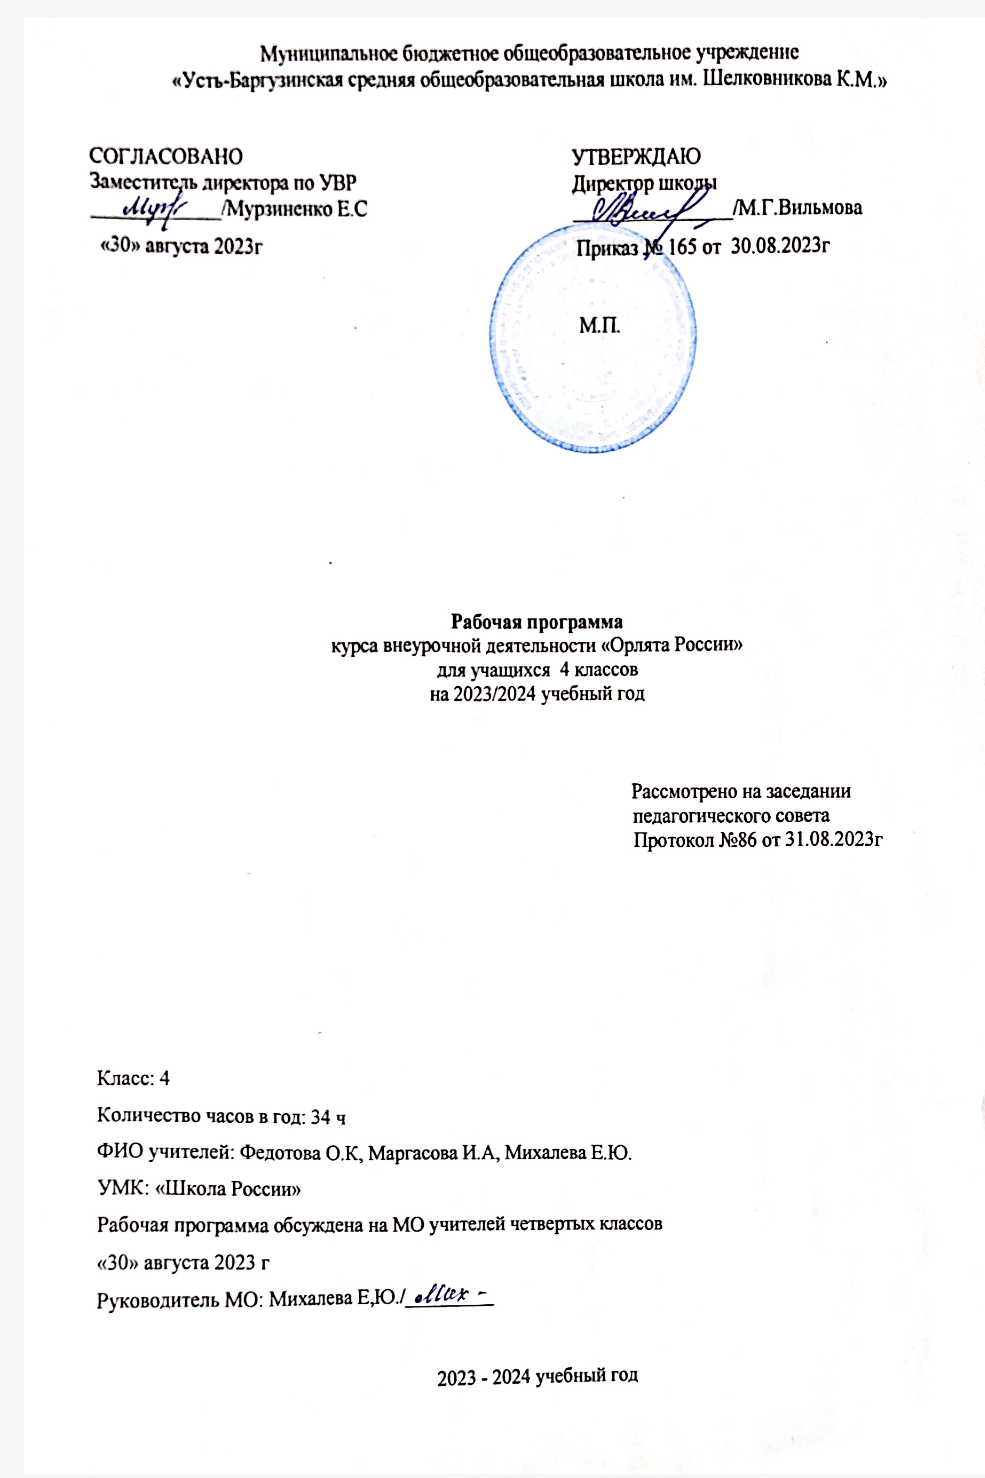 Муниципальное бюджетное общеобразовательное учреждение
«Усть-Баргузинская средняя общеобразовательная школа им. Шелковникова К.М.»
СОГЛАСОВАНО
Заместитель директора по УВР
____________/Мурзиненко Е.С
«30» августа 2023г
УТВЕРЖДАЮ
Директор школы
_______________/М.Г.Вильмова
Приказ № 165 от 30.08.2023г
М.П.
Рабочая программа
курса внеурочной деятельности «Орлята России»
для учащихся 4 классов
на 2023/2024 учебный год
Рассмотрено на заседании
педагогического совета
Протокол №86 от 31.08.2023г
Класс: 4
Количество часов в год: 34 ч
ФИО учителей: Федотова О.К, Маргасова И.А, Михалева Е.Ю.
УМК: «Школа России»
Рабочая программа обсуждена на МО учителей четвертых классов
«30» августа 2023 г
Руководитель МО: Михалева Е,Ю./________
2023 - 2024 учебный год